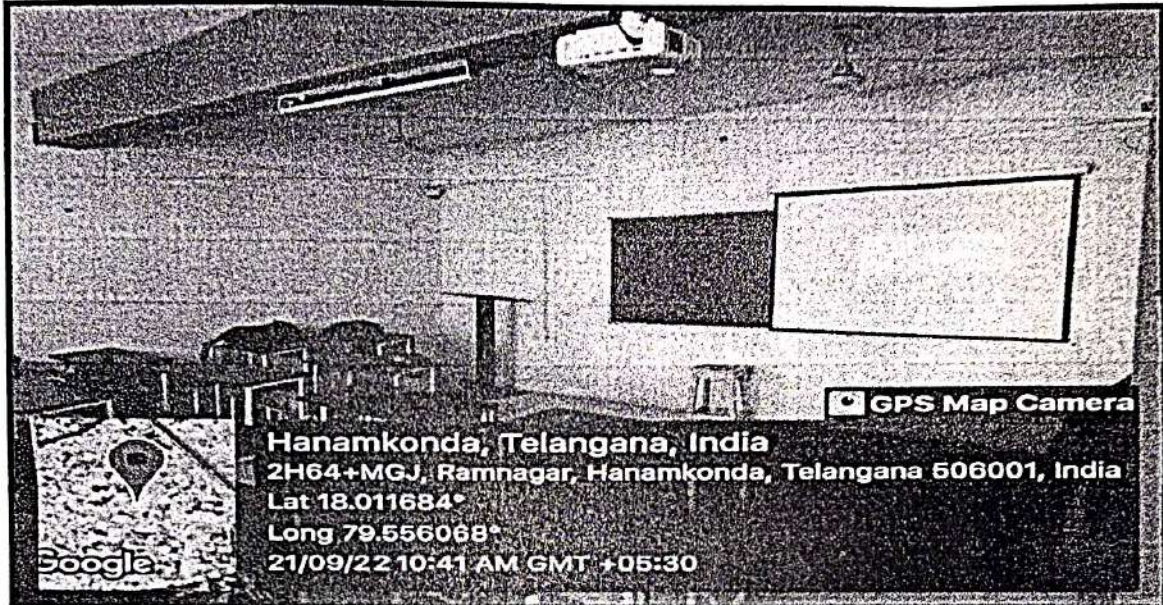 GPS Map Camera
Hanamkonda, Telangana, India
2H64+MGJ, Ramnagar, Hanamkonda, Telangana 506001, India
Lat 18.011684°
Long 79.556068°
21/09/22 10:41 AM GMT +05:30
Google